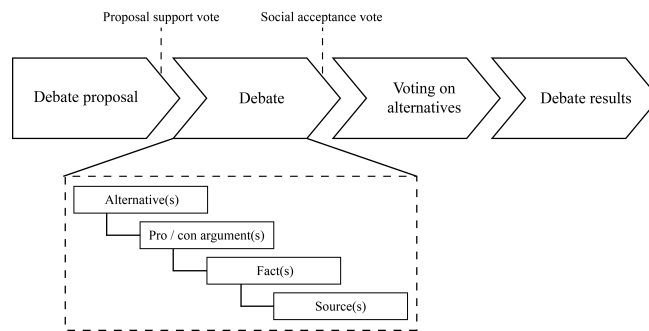 Proposal support vote
Social acceptance vote
Debate proposal
Debate
Voting on
alternatives
Debate results
Alternative(s)
Pro / con argument(s)
Fact(s)
Source(s)